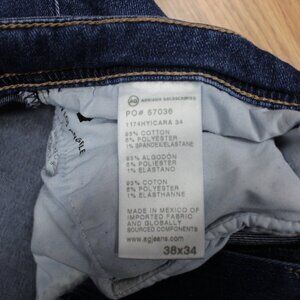 AG
ADRIANO GOLDSCHMIED
PO# 57036
1174HYICARA 34
93% COTTON
6% POLYESTER
1% SPANDEX/ELASTANE
93% ALGODÓN
6% POLIESTER
1% ELASTANO
93% COTON
6% POLYESTER
1% ELASTHANNE
MADE IN MEXICO OF
IMPORTED FABRIC
AND GLOBALLY
SOURCED COMPONENTS
www.agjeans.com
38x34